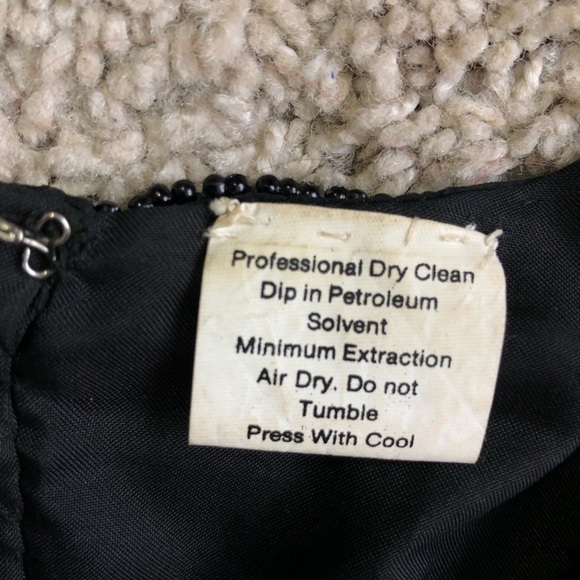 Professional Dry Clean
Dip in Petroleum
Solvent
Minimum Extraction
Air Dry. Do not
Tumble
Press With Cool